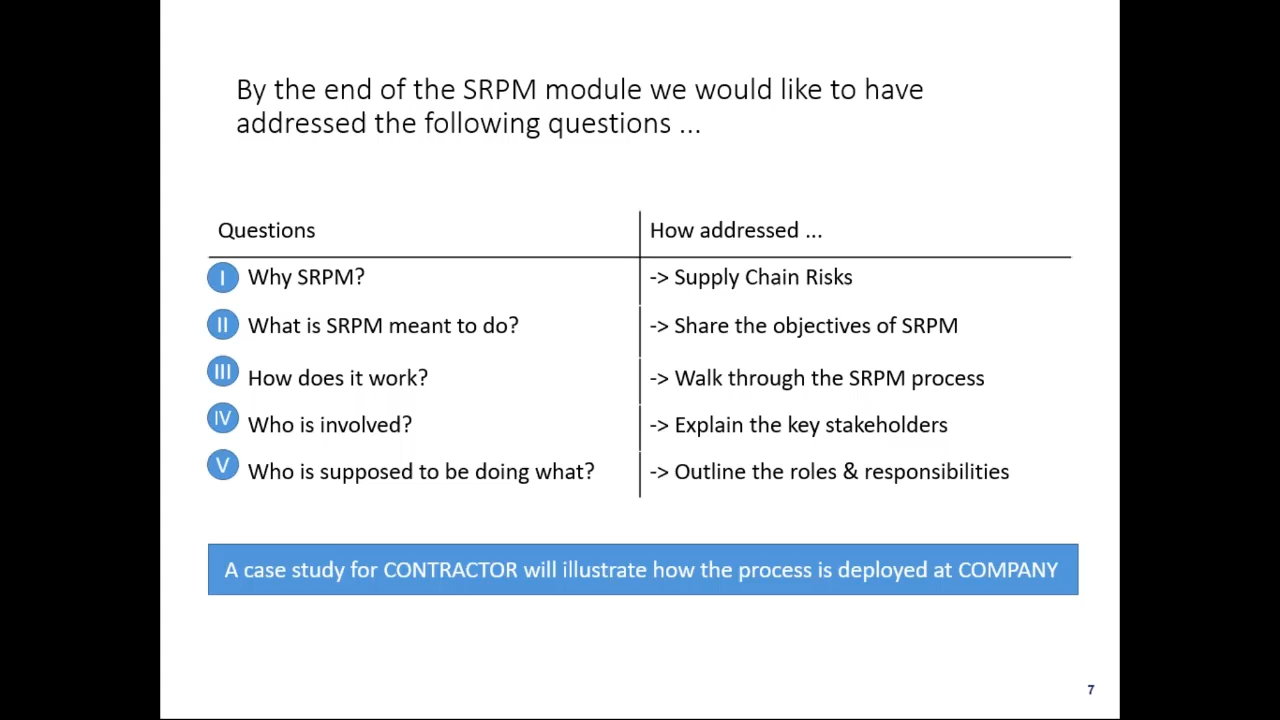 By the end of the SRPM module we would like to have
addressed the following questions ...
Questions
How addressed ...
I Why SRPM?
-> Supply Chain Risks
II What is SRPM meant to do?
-> Share the objectives of SRPM
III How does it work?
-> Walk through the SRPM process
IV Who is involved?
-> Explain the key stakeholders
V Who is supposed to be doing what?
-> Outline the roles & responsibilities
A case study for CONTRACTOR will illustrate how the process is deployed at COMPANY
7